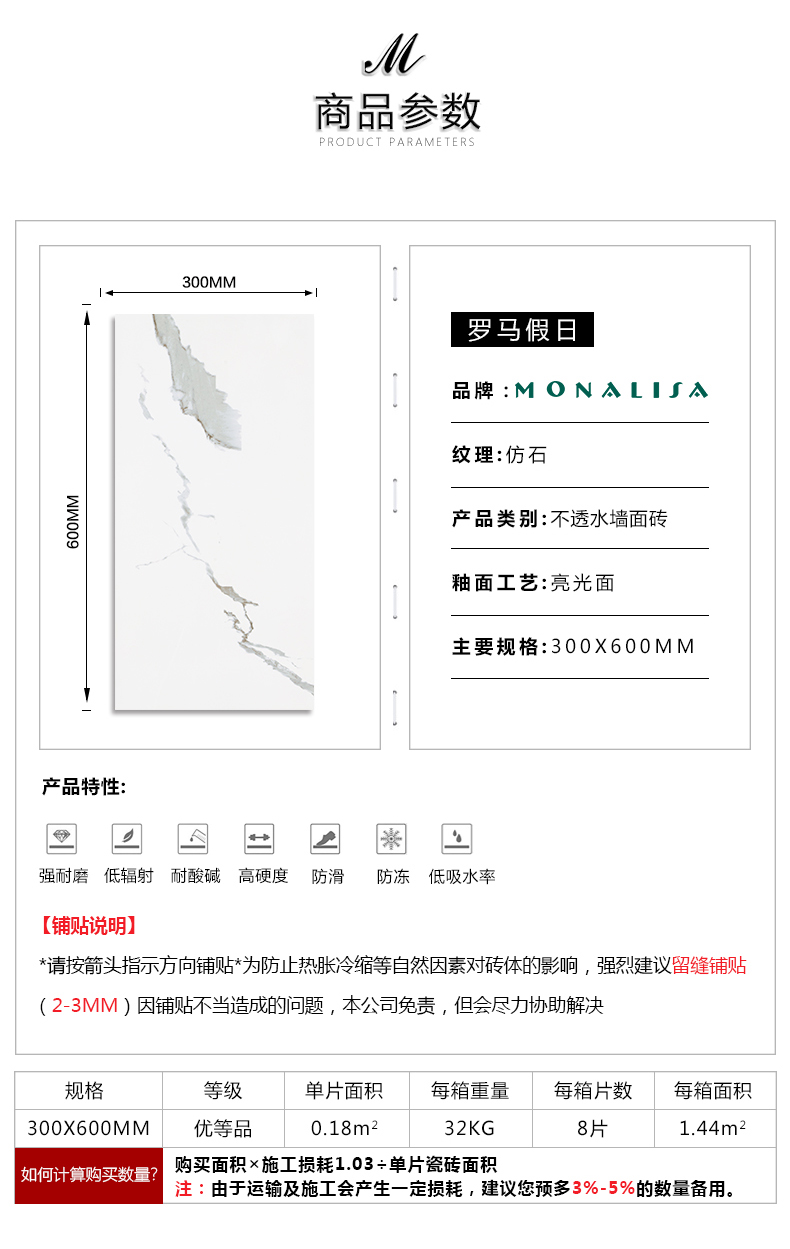 M
商品参数
PRODUCT PARAMETERS
300MM
600MM
罗马假日
品牌:MONALISA
纹理:仿石
产品类别:不透水墙面砖
釉面工艺:亮光面
主要规格:300X600MM
产品特性:
强耐磨 低辐射 耐酸碱 高硬度 防滑 防冻 低吸水率
【铺贴说明】
*请按箭头指示方向铺贴*为防止热胀冷缩等自然因素对砖体的影响，强烈建议留缝铺贴
（2-3MM）因铺贴不当造成的问题，本公司免责，但会尽力协助解决
规格 等级 单片面积 每箱重量 每箱片数 每箱面积
300X600MM 优等品 0.18m² 32KG 8片 1.44m²
如何计算购买数量?
购买面积×施工损耗1.03÷单片瓷砖面积
注：由于运输及施工会产生一定损耗，建议您预多3%-5%的数量备用。